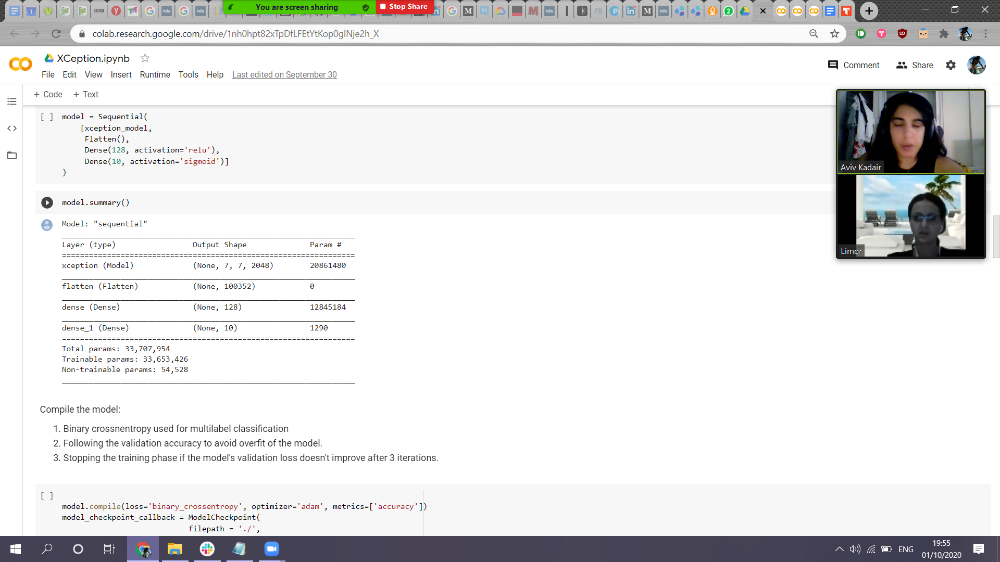 You are screen sharing
Stop Share
colab.research.google.com/drive/1nh0hpt82xTpDfLFEtYtKop0glNje2h_X
XCeption.ipynb
Comment
Share
File Edit View Insert Runtime Tools Help Last edited on September 30
+ Code + Text
[ ] model = Sequential(
[xception_model,
Flatten(),
Dense(128, activation='relu'),
Dense(10, activation='sigmoid')]
)
model.summary()
Model: "sequential"
Layer (type) Output Shape Param #
=================================================================
xception (Model) (None, 7, 7, 2048) 20861480
flatten (Flatten) (None, 100352) 0
dense (Dense) (None, 128) 12845184
dense_1 (Dense) (None, 10) 1290
=================================================================
Total params: 33,707,954
Trainable params: 33,653,426
Non-trainable params: 54,528
Compile the model:
1. Binary crossnentropy used for multilabel classification
2. Following the validation accuracy to avoid overfit of the model.
3. Stopping the training phase if the model's validation loss doesn't improve after 3 iterations.
[ ]
model.compile(loss='binary_crossentropy', optimizer='adam', metrics=['accuracy'])
model_checkpoint_callback = ModelCheckpoint(
filepath = './',
Aviv Kadair
Limor
ENG
19:55
01/10/2020